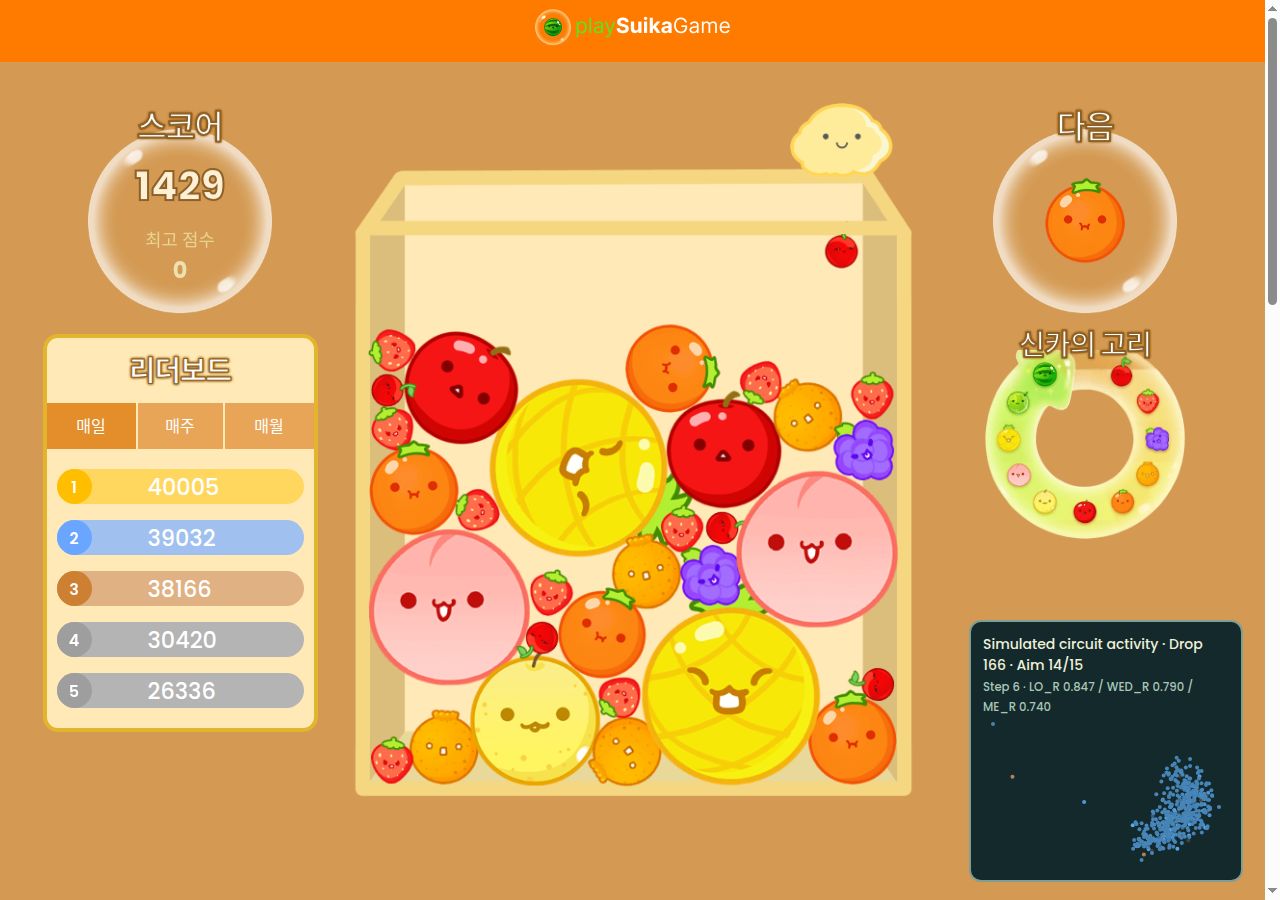 playSuikaGame
스코어
1429
최고 점수
0
다음
신카의 고리
리더보드
매일 매주 매월
1 40005
2 39032
3 38166
4 30420
5 26336
Simulated circuit activity · Drop
166 · Aim 14/15
Step 6 · LO_R 0.847 / WED_R 0.790 /
ME_R 0.740